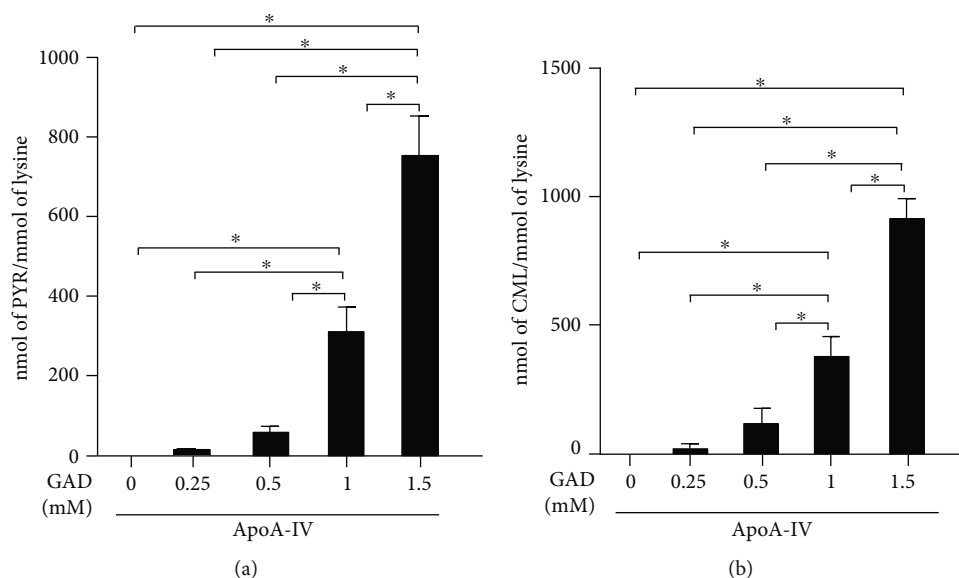 nmol of PYR/mmol of lysine
1000
800
600
400
200
0
* * * *
* * *
GAD
(mM)
0 0.25 0.5 1 1.5
ApoA-IV
(a)
nmol of CML/mmol of lysine
1500
1000
500
0
* * * *
* * *
GAD
(mM)
0 0.25 0.5 1 1.5
ApoA-IV
(b)